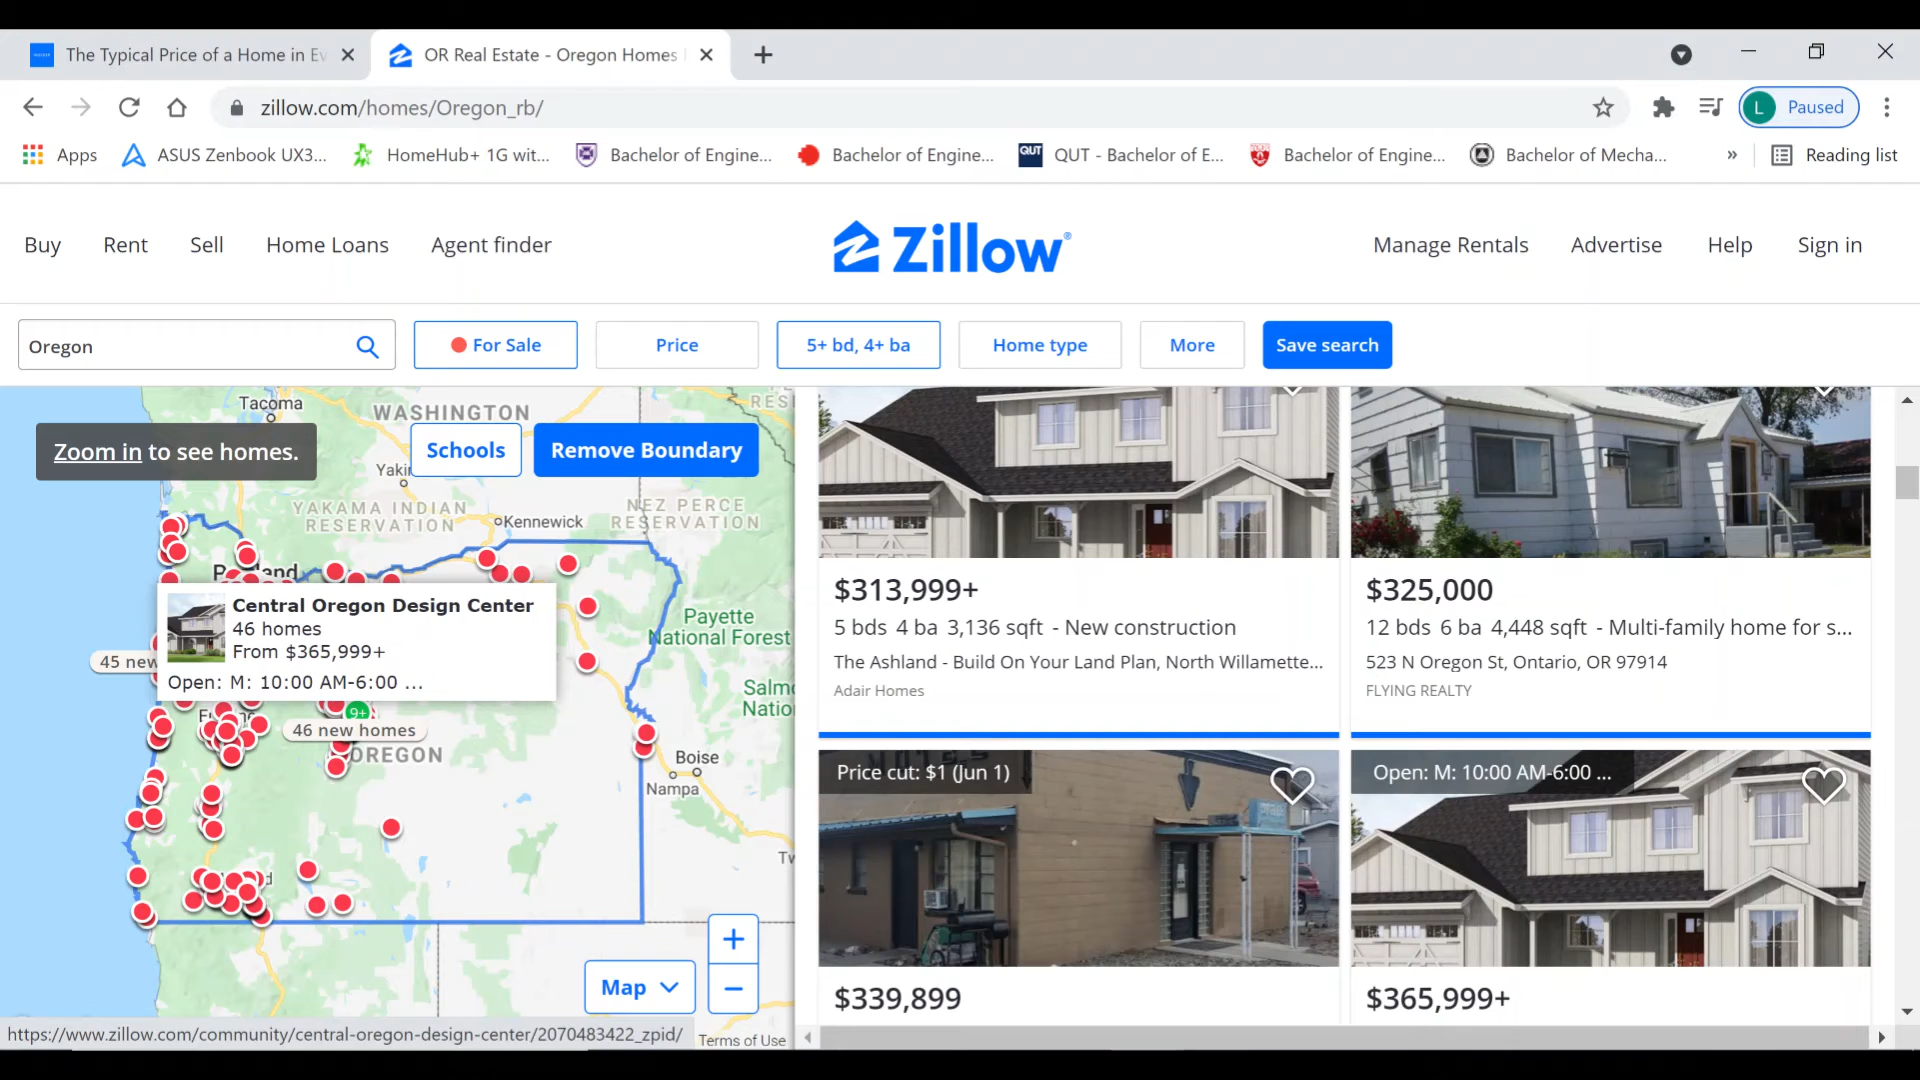 The Typical Price of a Home in Ev
OR Real Estate - Oregon Homes
zillow.com/homes/Oregon_rb/
L Paused
Apps
ASUS Zenbook UX3...
HomeHub+ 1G wit...
Bachelor of Engine...
Bachelor of Engine...
QUT
QUT - Bachelor of E...
Bachelor of Engine...
Bachelor of Mecha...
»
Reading list
Buy
Rent
Sell
Home Loans
Agent finder
Zillow®
Manage Rentals
Advertise
Help
Sign in
Oregon
For Sale
Price
5+ bd, 4+ ba
Home type
More
Save search
Tacoma
WASHINGTON
RES
Zoom in to see homes.
Schools
Remove Boundary
Yakir
YAKAMA INDIAN
RESERVATION
NEZ PERCE
RESERVATION
Kennewick
Central Oregon Design Center
46 homes
From $365,999+
Open: M: 10:00 AM-6:00 ...
Payette
National Forest
45 new
Salm
Natio
9+
46 new homes
OREGON
Boise
Nampa
Tw
Map
+
−
Terms of Use
https://www.zillow.com/community/central-oregon-design-center/2070483422_zpid/
$313,999+
5 bds 4 ba 3,136 sqft - New construction
The Ashland - Build On Your Land Plan, North Willamette...
Adair Homes
$325,000
12 bds 6 ba 4,448 sqft - Multi-family home for s...
523 N Oregon St, Ontario, OR 97914
FLYING REALTY
Price cut: $1 (Jun 1)
$339,899
Open: M: 10:00 AM-6:00 ...
$365,999+